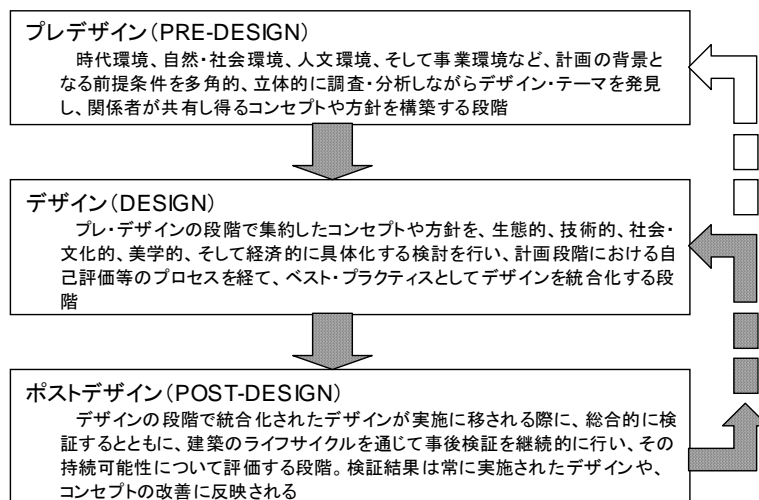 プレデザイン(PRE-DESIGN)
時代環境、自然・社会環境、人文環境、そして事業環境など、計画の背景と
なる前提条件を多角的、立体的に調査・分析しながらデザイン・テーマを発見
し、関係者が共有し得るコンセプトや方針を構築する段階
デザイン(DESIGN)
プレ・デザインの段階で集約したコンセプトや方針を、生態的、技術的、社会・
文化的、美学的、そして経済的に具体化する検討を行い、計画段階における自
己評価等のプロセスを経て、ベスト・プラクティスとしてデザインを統合化する段
階
ポストデザイン(POST-DESIGN)
デザインの段階で統合化されたデザインが実施に移される際に、総合的に検
証するとともに、建築のライフサイクルを通じて事後検証を継続的に行い、その
持続可能性について評価する段階。検証結果は常に実施されたデザインや、
コンセプトの改善に反映される